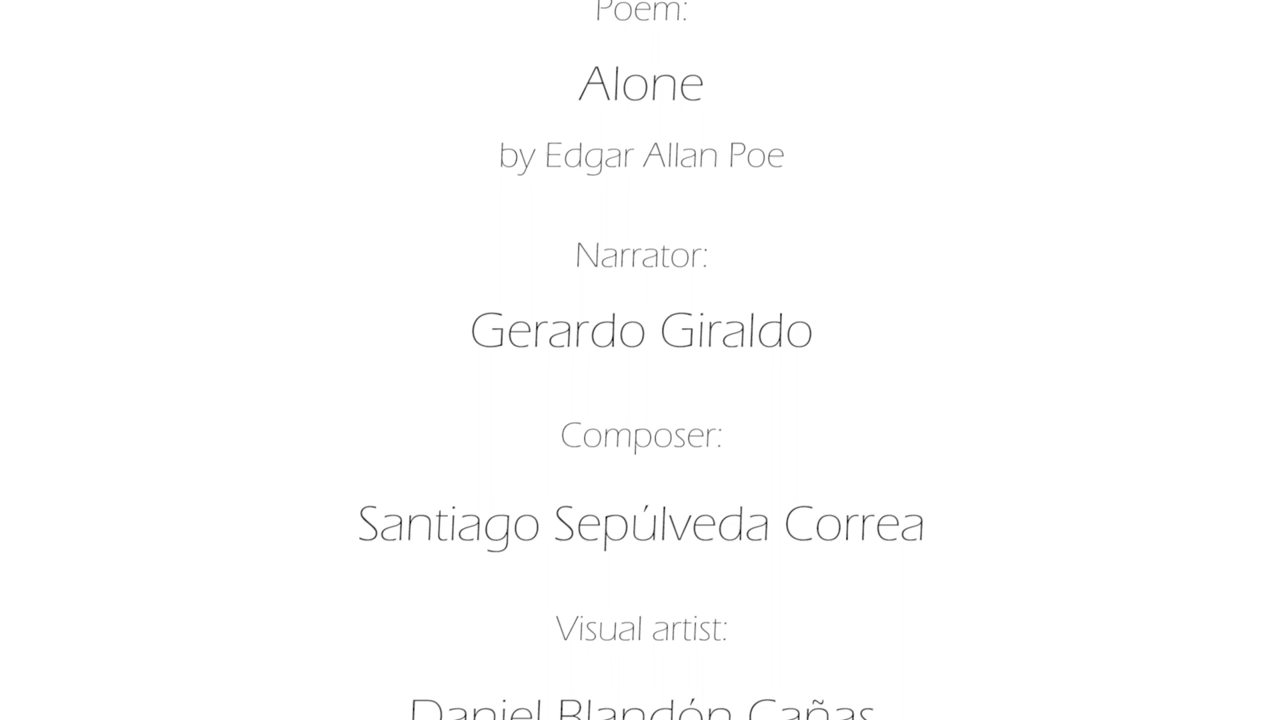 Poem:
Alone
by Edgar Allan Poe
Narrator:
Gerardo Giraldo
Composer:
Santiago Sepúlveda Correa
Visual artist:
Daniel Blandón Cañas